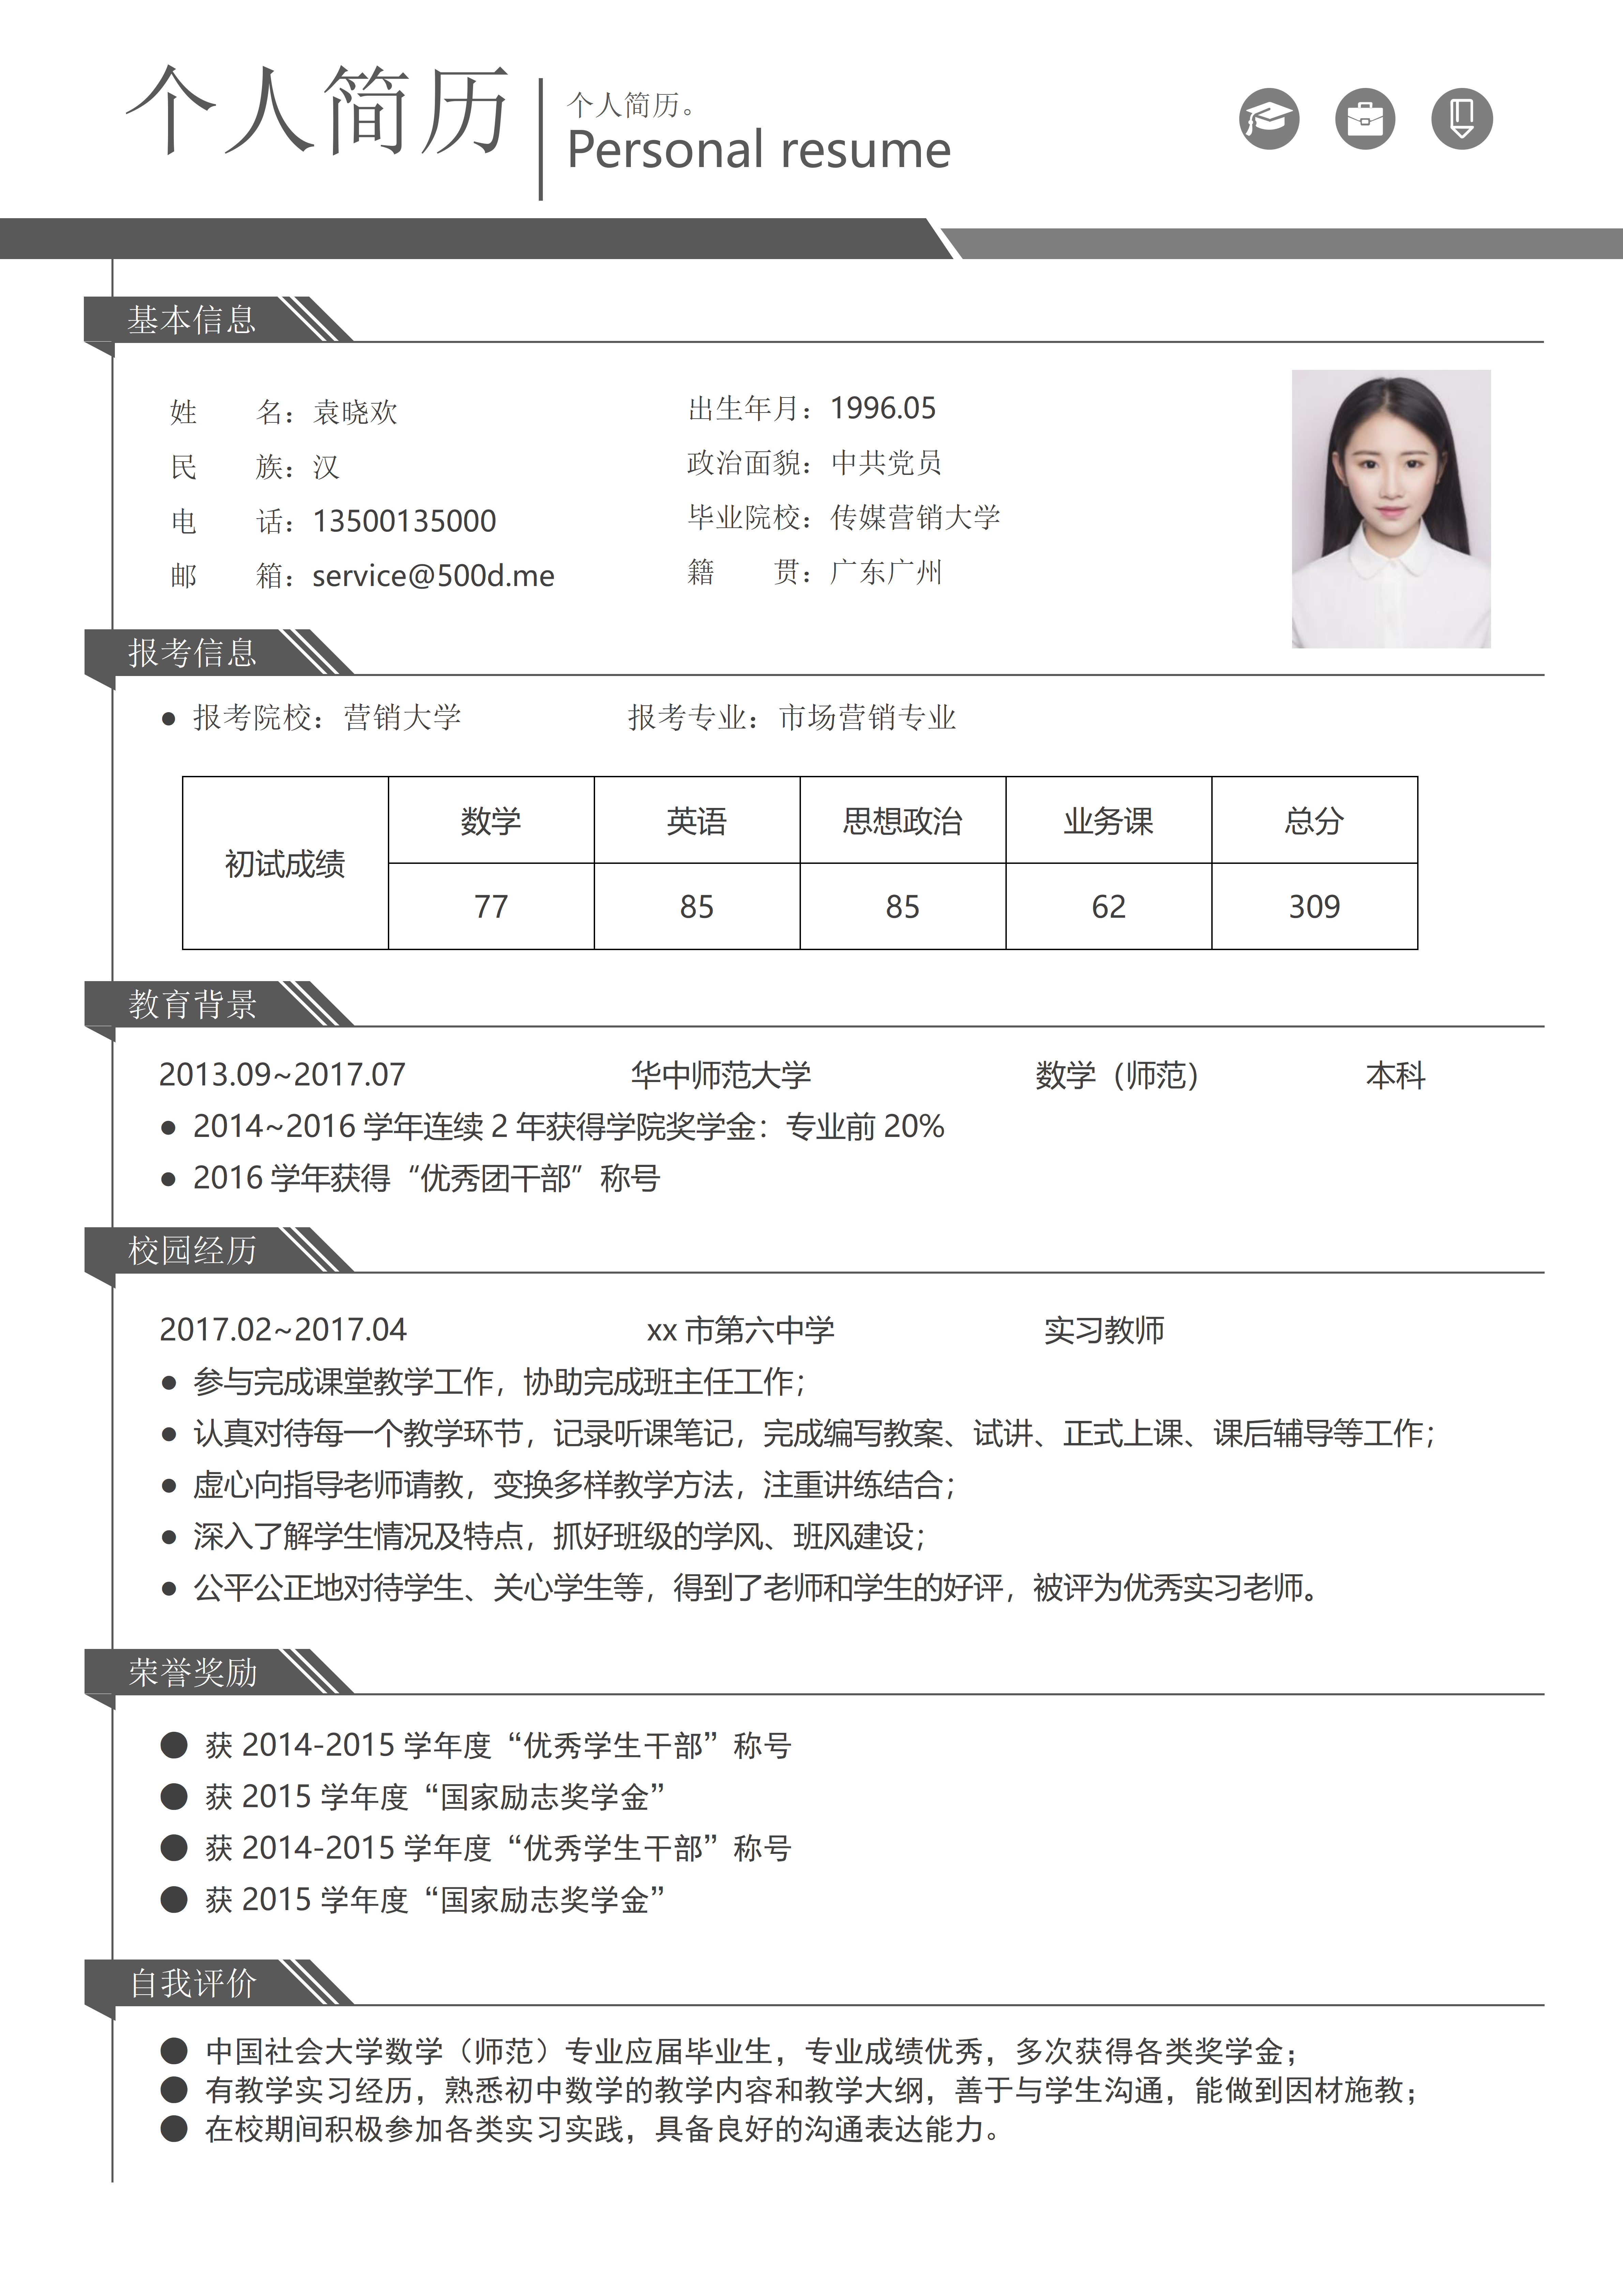 个人简历
个人简历。
Personal resume
基本信息
姓 名：袁晓欢
出生年月：1996.05
民 族：汉
政治面貌：中共党员
电 话：13500135000
毕业院校：传媒营销大学
邮 箱：service@500d.me
籍 贯：广东广州
报考信息
● 报考院校：营销大学 报考专业：市场营销专业
初试成绩 数学 英语 思想政治 业务课 总分
77 85 85 62 309
教育背景
2013.09~2017.07 华中师范大学 数学（师范） 本科
● 2014~2016 学年连续 2 年获得学院奖学金：专业前 20%
● 2016 学年获得“优秀团干部”称号
校园经历
2017.02~2017.04 xx 市第六中学 实习教师
● 参与完成课堂教学工作，协助完成班主任工作；
● 认真对待每一个教学环节，记录听课笔记，完成编写教案、试讲、正式上课、课后辅导等工作；
● 虚心向指导老师请教，变换多样教学方法，注重讲练结合；
● 深入了解学生情况及特点，抓好班级的学风、班风建设；
● 公平公正地对待学生、关心学生等，得到了老师和学生的好评，被评为优秀实习老师。
荣誉奖励
● 获 2014-2015 学年度“优秀学生干部”称号
● 获 2015 学年度“国家励志奖学金”
● 获 2014-2015 学年度“优秀学生干部”称号
● 获 2015 学年度“国家励志奖学金”
自我评价
● 中国社会大学数学（师范）专业应届毕业生，专业成绩优秀，多次获得各类奖学金；
● 有教学实习经历，熟悉初中数学的教学内容和教学大纲，善于与学生沟通，能做到因材施教；
● 在校期间积极参加各类实习实践，具备良好的沟通表达能力。